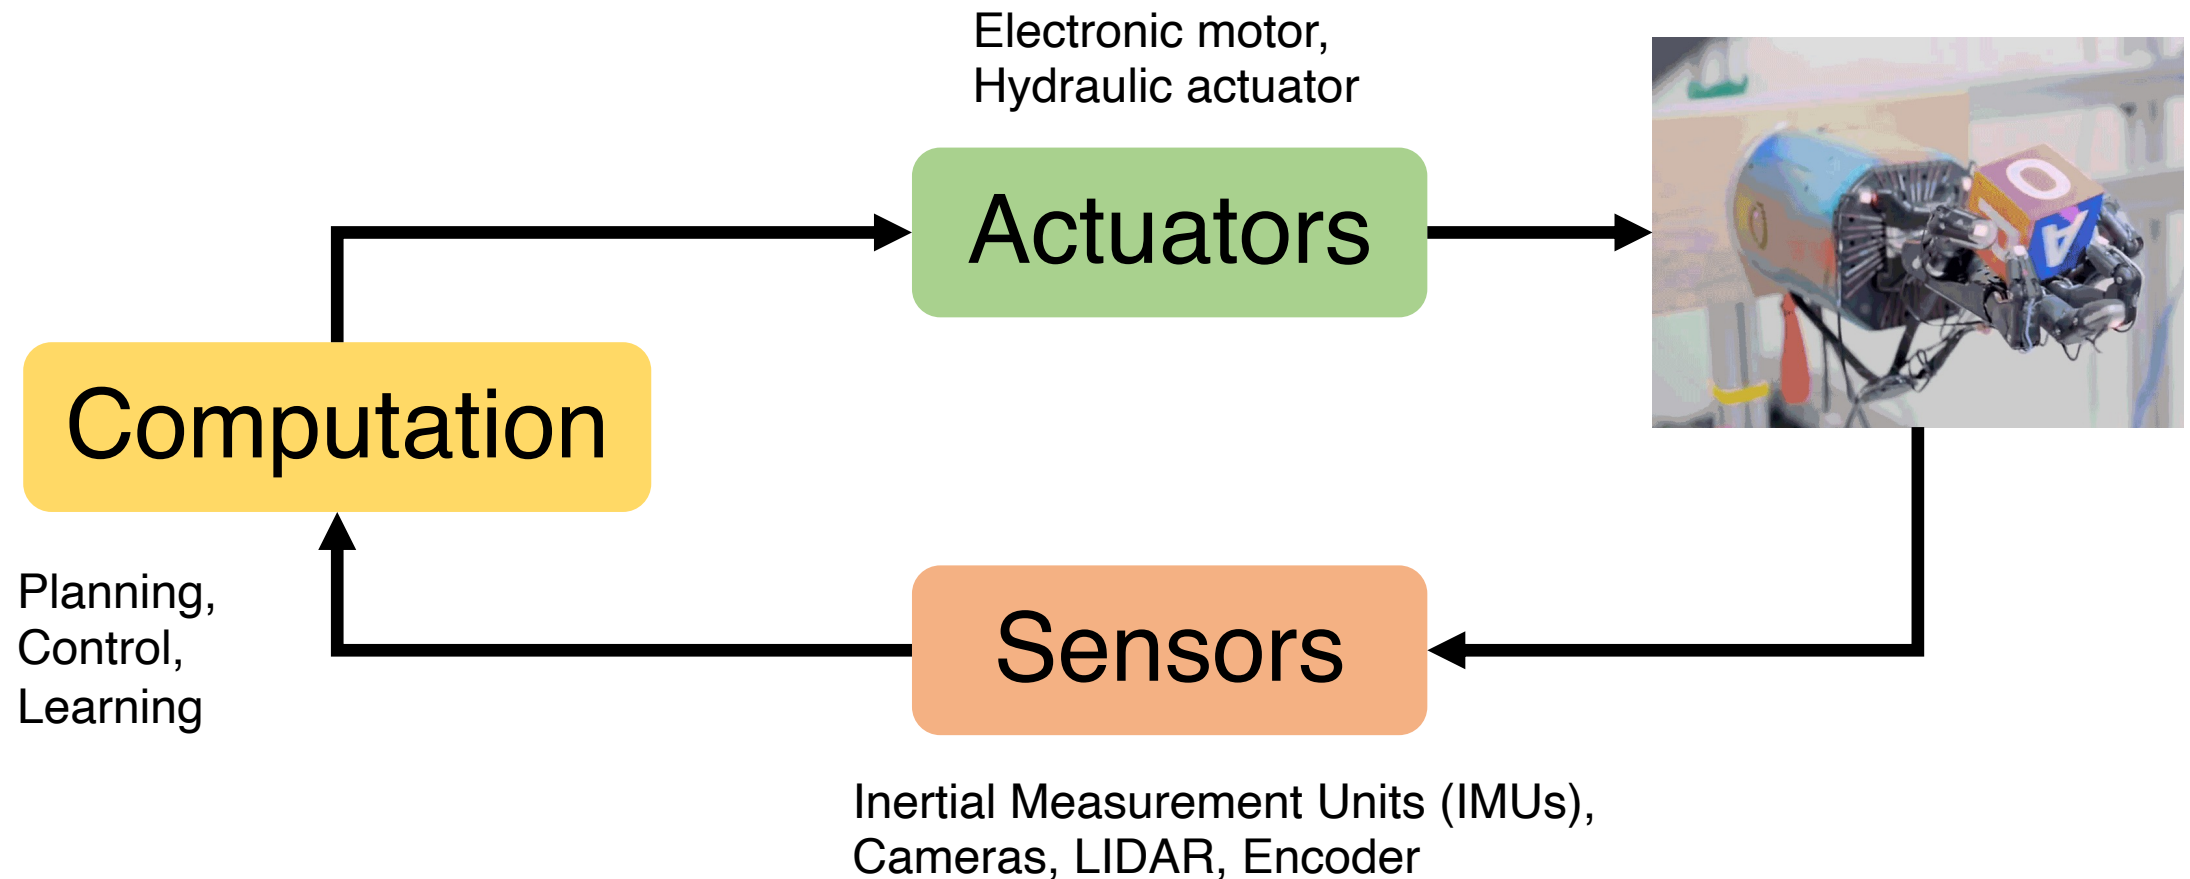 Electronic motor,
Hydraulic actuator
Actuators
O
A
Computation
Planning,
Control,
Learning
Sensors
Inertial Measurement Units (IMUs),
Cameras, LIDAR, Encoder